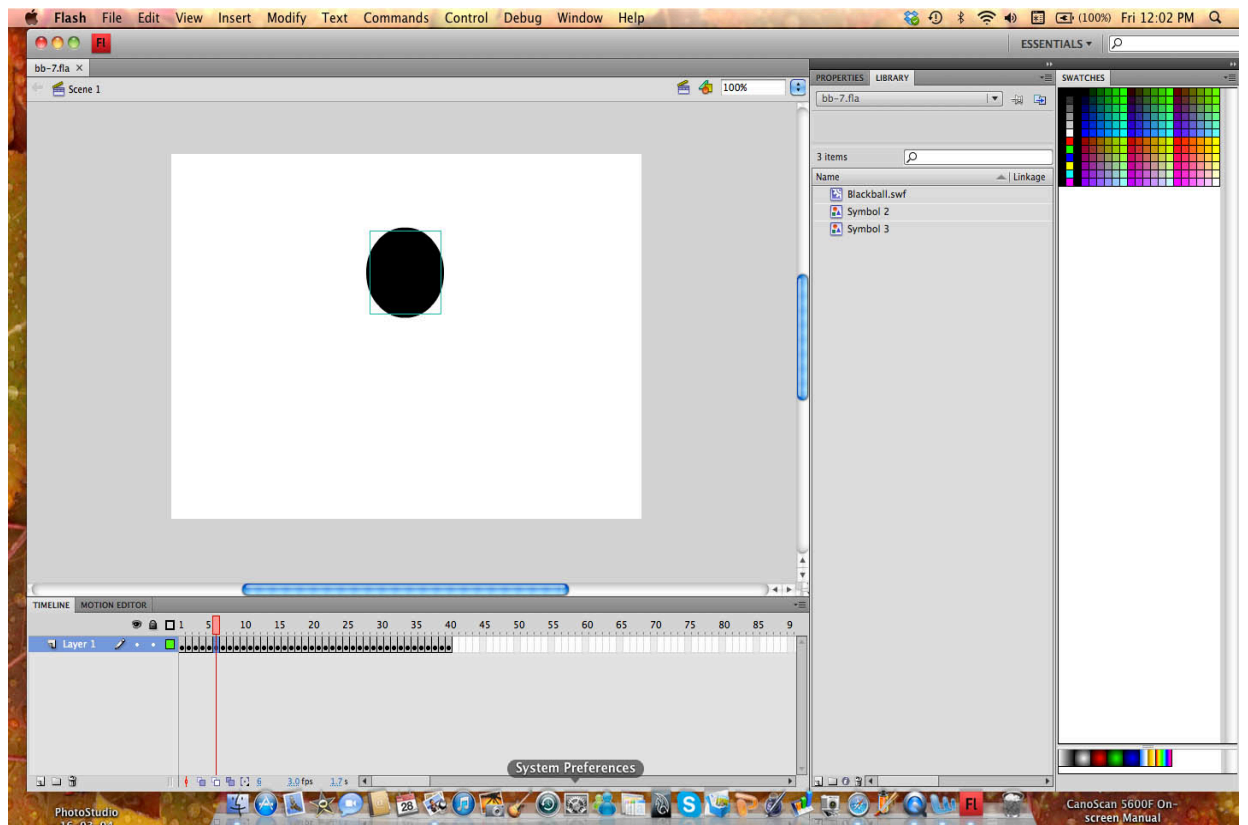 Flash File Edit View Insert Modify Text Commands Control Debug Window Help (100%) Fri 12:02 PM
Fl ESSENTIALS
bb-7.fla ×
Scene 1 100%
PROPERTIES LIBRARY
SWATCHES
bb-7.fla
3 items
Name Linkage
Blackball.swf
Symbol 2
Symbol 3
TIMELINE MOTION EDITOR
1 5 10 15 20 25 30 35 40 45 50 55 60 65 70 75 80 85 9
Layer 1
6 3.0 fps 1.7 s
System Preferences
28
S
W
Fl
PhotoStudio
CanoScan 5600F On-
screen Manual